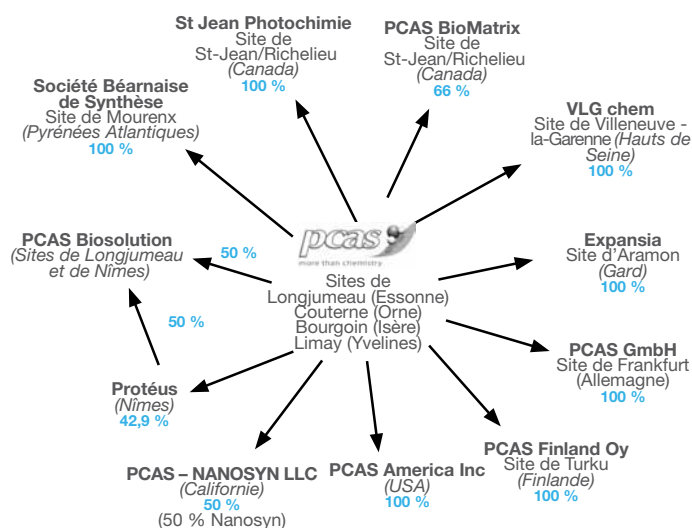 St Jean Photochimie
Site de
St-Jean/Richelieu
(Canada)
100 %
PCAS BioMatrix
Site de
St-Jean/Richelieu
(Canada)
66 %
Société Béarnaise
de Synthèse
Site de Mourenx
(Pyrénées Atlantiques)
100 %
VLG chem
Site de Villeneuve -
la-Garenne (Hauts de
Seine)
100 %
PCAS Biosolution
(Sites de Longjumeau
et de Nîmes)
50 %
pcas
more than chemistry
Sites de
Longjumeau (Essonne)
Couterne (Orne)
Bourgoin (Isère)
Limay (Yvelines)
Expansia
Site d'Aramon
(Gard)
100 %
50 %
PCAS GmbH
Site de Frankfurt
(Allemagne)
100 %
Protéus
(Nîmes)
42,9 %
PCAS – NANOSYN LLC
(Californie)
50 %
(50 % Nanosyn)
PCAS America Inc
(USA)
100 %
PCAS Finland Oy
Site de Turku
(Finlande)
100 %